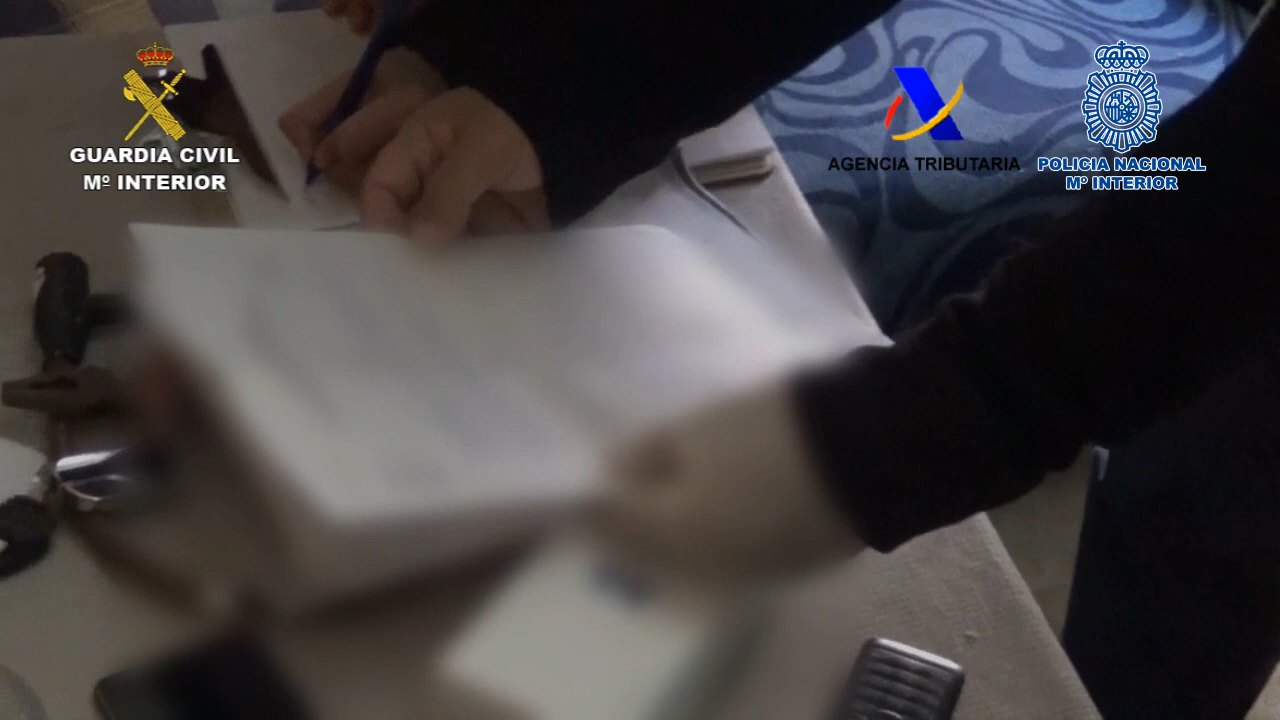 GUARDIA CIVIL
Mº INTERIOR
AGENCIA TRIBUTARIA
POLICIA NACIONAL
Mº INTERIOR